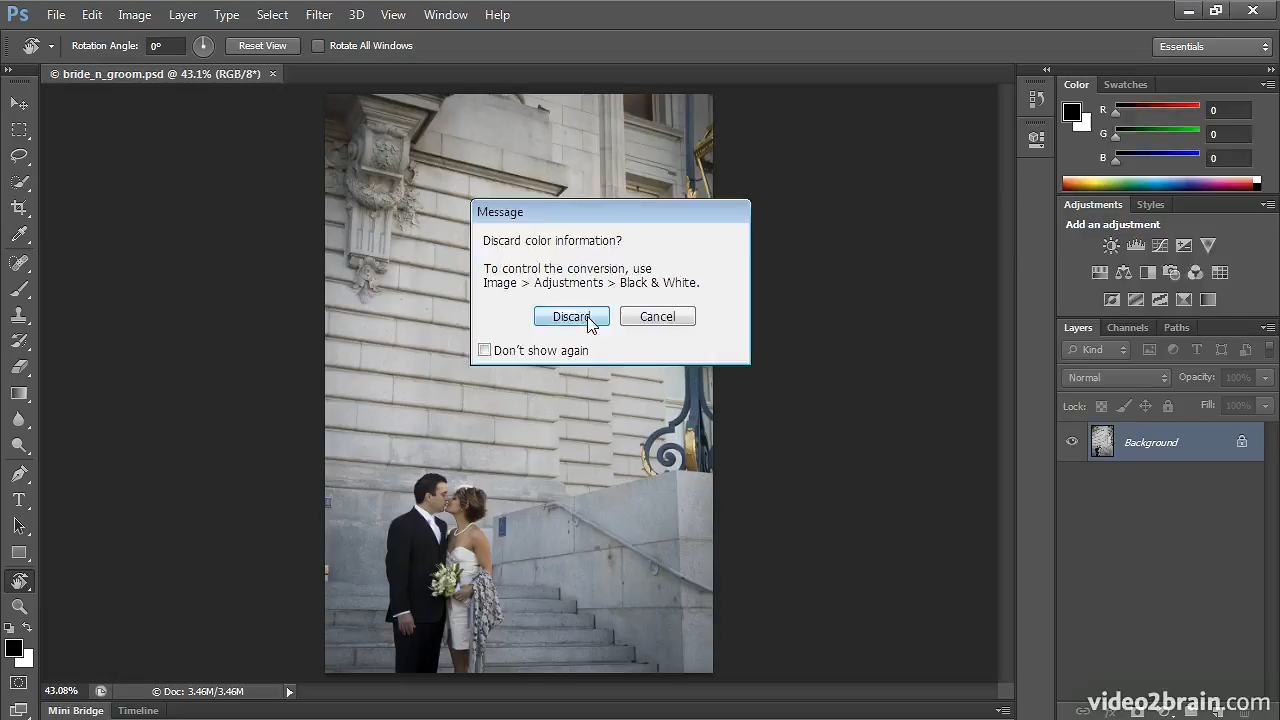 Ps File Edit Image Layer Type Select Filter 3D View Window Help
Rotation Angle: 0° Reset View Rotate All Windows Essentials
© bride_n_groom.psd @ 43.1% (RGB/8*) ×
Color Swatches
R 0
G 0
B 0
Adjustments Styles
Add an adjustment
Message
Discard color information?
To control the conversion, use
Image > Adjustments > Black & White.
Discard Cancel
Don't show again
Layers Channels Paths
Kind
Normal Opacity: 100%
Lock: Fill: 100%
Background
43.08% © Doc: 3.46M/3.46M
Mini Bridge Timeline
video2brain.com